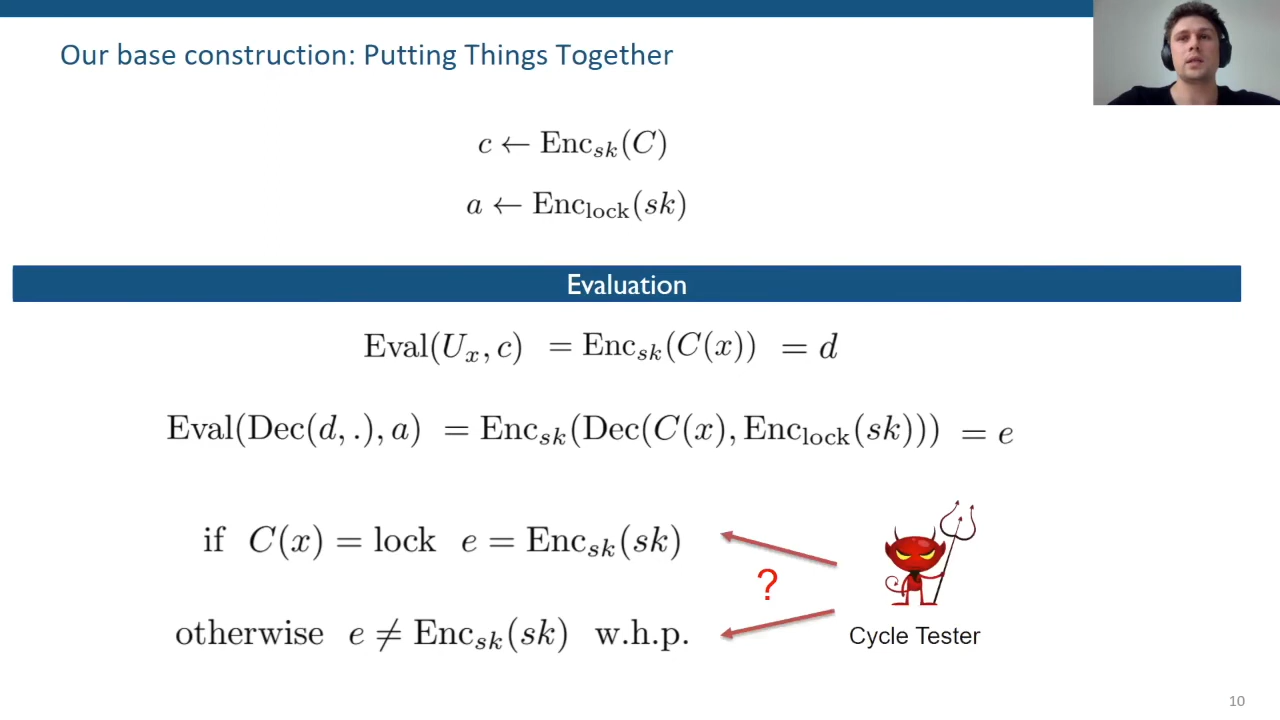 Our base construction: Putting Things Together
c ← Enc_sk(C)
a ← Enc_lock(sk)
Evaluation
Eval(U_x, c) = Enc_sk(C(x)) = d
Eval(Dec(d, .), a) = Enc_sk(Dec(C(x), Enc_lock(sk))) = e
if C(x) = lock e = Enc_sk(sk)
?
otherwise e ≠ Enc_sk(sk) w.h.p.
Cycle Tester
10